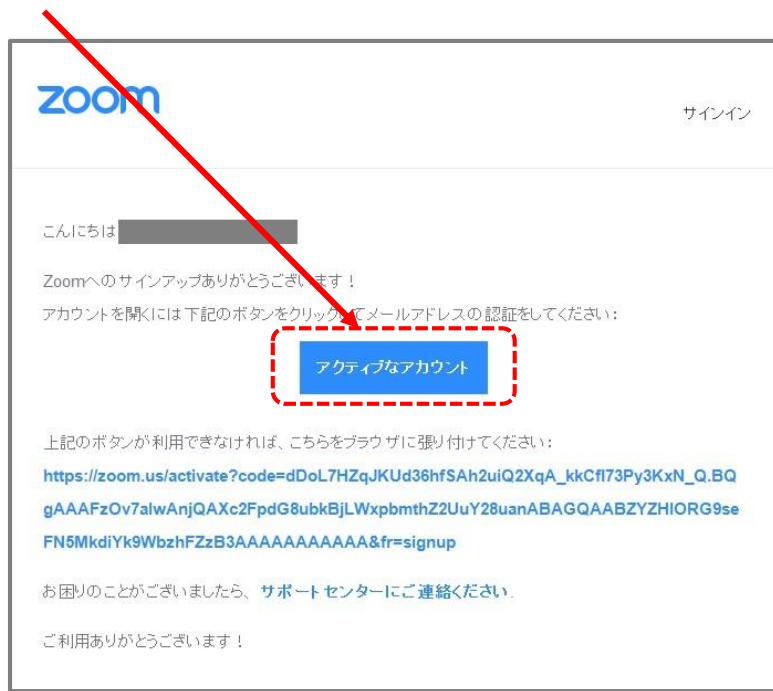 zoom
サインイン
こんにちは
Zoomへのサインアップありがとうございます！
アカウントを開くには下記のボタンをクリックしてメールアドレスの認証をしてください：
アクティブなアカウント
上記のボタンが利用できなければ、こちらをブラウザに張り付けてください：
https://zoom.us/activate?code=dDoL7HZqJKUd36hfSAh2uiQ2XqA_kkCfl73Py3KxN_Q.BQ
gAAAFzOv7alwAnjQAXc2FpdG8ubkBjLWxpbmthZ2UuY28uanABAGQAABZYZHlORG9se
FN5MkdiYk9WbzhFZzB3AAAAAAAAAAA&fr=signup
お困りのことがございましたら、サポートセンターにご連絡ください.
ご利用ありがとうございます！